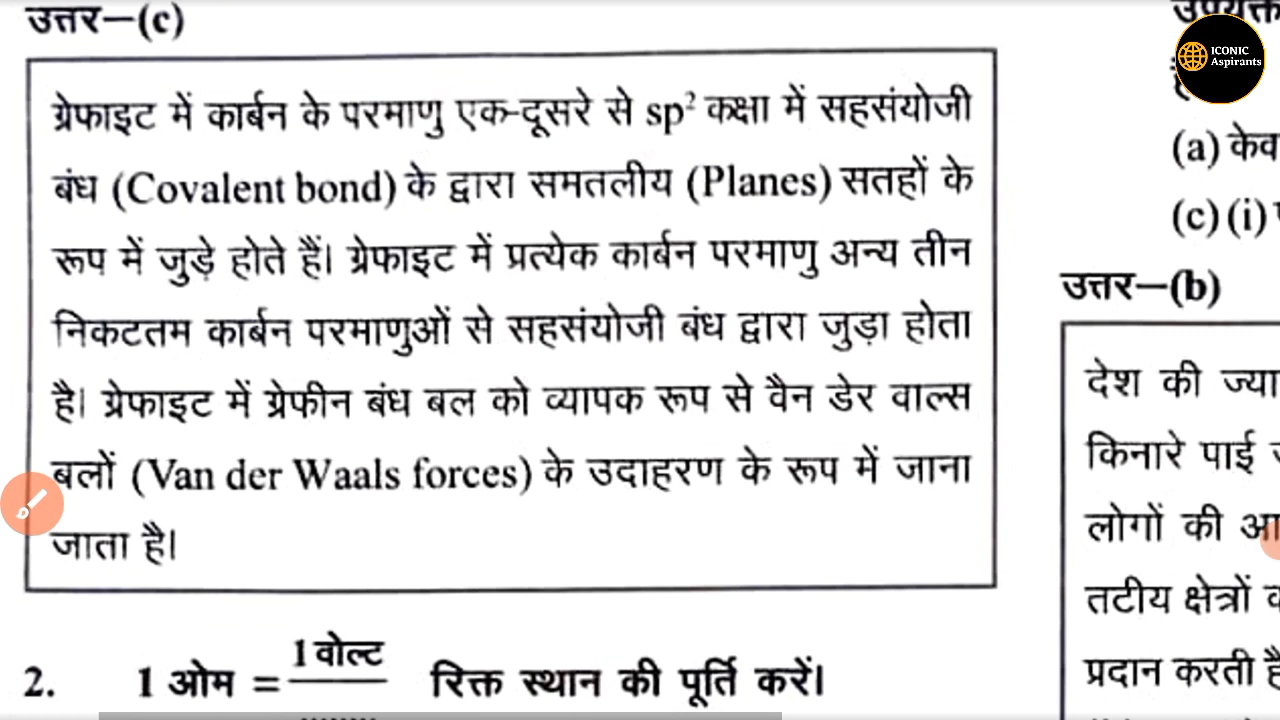 उत्तर–(c)
ग्रेफाइट में कार्बन के परमाणु एक-दूसरे से sp² कक्षा में सहसंयोजी
बंध (Covalent bond) के द्वारा समतलीय (Planes) सतहों के
रूप में जुड़े होते हैं। ग्रेफाइट में प्रत्येक कार्बन परमाणु अन्य तीन
निकटतम कार्बन परमाणुओं से सहसंयोजी बंध द्वारा जुड़ा होता
है। ग्रेफाइट में ग्रेफीन बंध बल को व्यापक रूप से वैन डेर वाल्स
बलों (Van der Waals forces) के उदाहरण के रूप में जाना
जाता है।
2. 1 ओम = 1 वोल्ट रिक्त स्थान की पूर्ति करें।
ICONIC
Aspirants
(a)
(c) (i)
उत्तर–(b)
देश की
किनारे पाई
लोगों की
तटीय क्षेत्रों
प्रदान करती